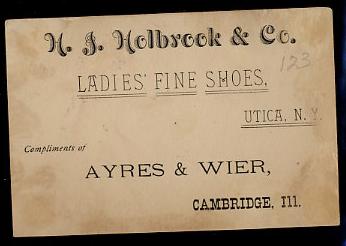 H. J. Holbrook & Co.
123
LADIES' FINE SHOES,
UTICA, N. Y.
Compliments of
AYRES & WIER,
CAMBRIDGE, Ill.